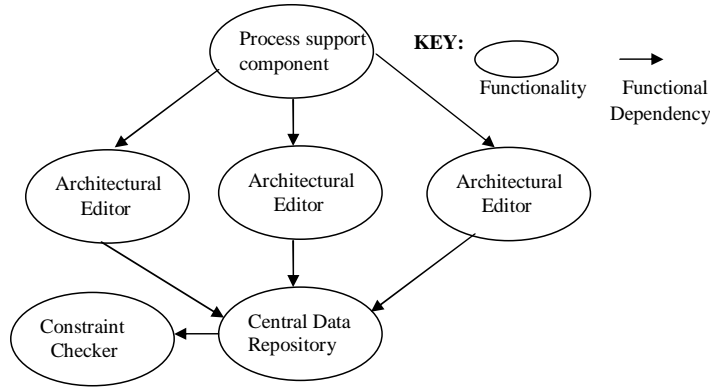 Process support
component
KEY:
Functionality
Functional
Dependency
Architectural
Editor
Architectural
Editor
Architectural
Editor
Constraint
Checker
Central Data
Repository